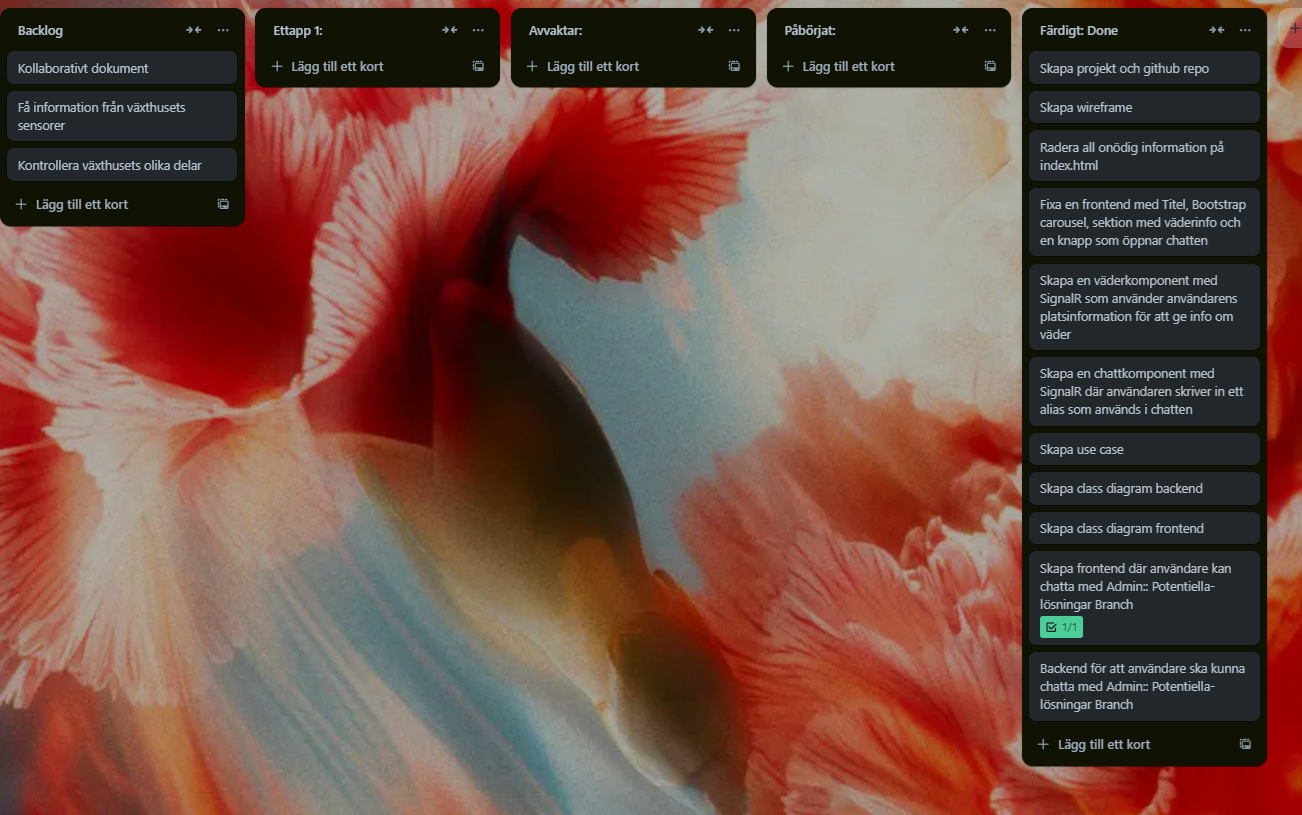 Backlog
Kollaborativt dokument
Få information från växthusets
sensorer
Kontrollera växthusets olika delar
Lägg till ett kort
Ettapp 1:
Lägg till ett kort
Avvaktar:
Lägg till ett kort
Påbörjat:
Lägg till ett kort
Färdigt: Done
Skapa projekt och github repo
Skapa wireframe
Radera all onödig information på
index.html
Fixa en frontend med Titel, Bootstrap
carousel, sektion med väderinfo och
en knapp som öppnar chatten
Skapa en väderkomponent med
SignalR som använder användarens
platsinformation för att ge info om
väder
Skapa en chattkomponent med
SignalR där användaren skriver in ett
alias som används i chatten
Skapa use case
Skapa class diagram backend
Skapa class diagram frontend
Skapa frontend där användare kan
chatta med Admin:: Potentiella-
lösningar Branch
1/1
Backend för att användare ska kunna
chatta med Admin:: Potentiella-
lösningar Branch
Lägg till ett kort